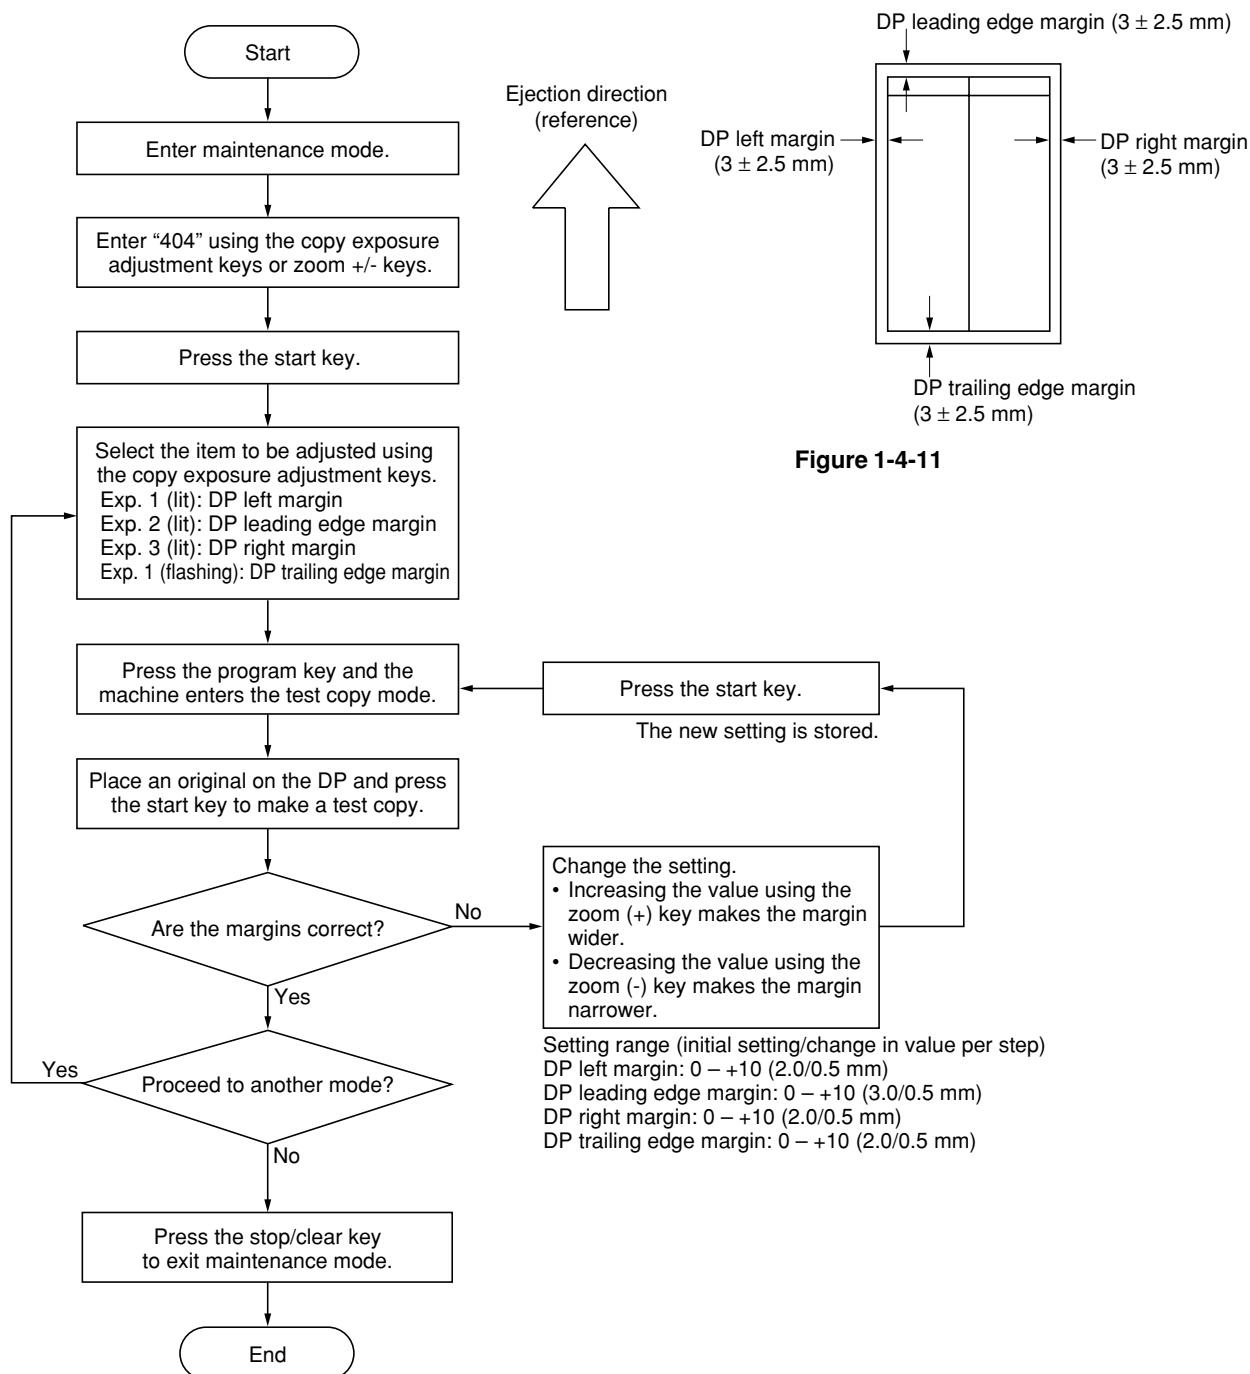 Start
Enter maintenance mode.
Enter “404” using the copy exposure
adjustment keys or zoom +/- keys.
Press the start key.
Select the item to be adjusted using
the copy exposure adjustment keys.
Exp. 1 (lit): DP left margin
Exp. 2 (lit): DP leading edge margin
Exp. 3 (lit): DP right margin
Exp. 1 (flashing): DP trailing edge margin
Press the program key and the
machine enters the test copy mode.
Place an original on the DP and press
the start key to make a test copy.
Are the margins correct?
No
Yes
Change the setting.
• Increasing the value using the
zoom (+) key makes the margin
wider.
• Decreasing the value using the
zoom (-) key makes the margin
narrower.
Setting range (initial setting/change in value per step)
DP left margin: 0 – +10 (2.0/0.5 mm)
DP leading edge margin: 0 – +10 (3.0/0.5 mm)
DP right margin: 0 – +10 (2.0/0.5 mm)
DP trailing edge margin: 0 – +10 (2.0/0.5 mm)
Press the start key.
The new setting is stored.
Yes
Proceed to another mode?
No
Press the stop/clear key
to exit maintenance mode.
End
Ejection direction
(reference)
DP leading edge margin (3 ± 2.5 mm)
DP left margin
(3 ± 2.5 mm)
DP right margin
(3 ± 2.5 mm)
DP trailing edge margin
(3 ± 2.5 mm)
Figure 1-4-11